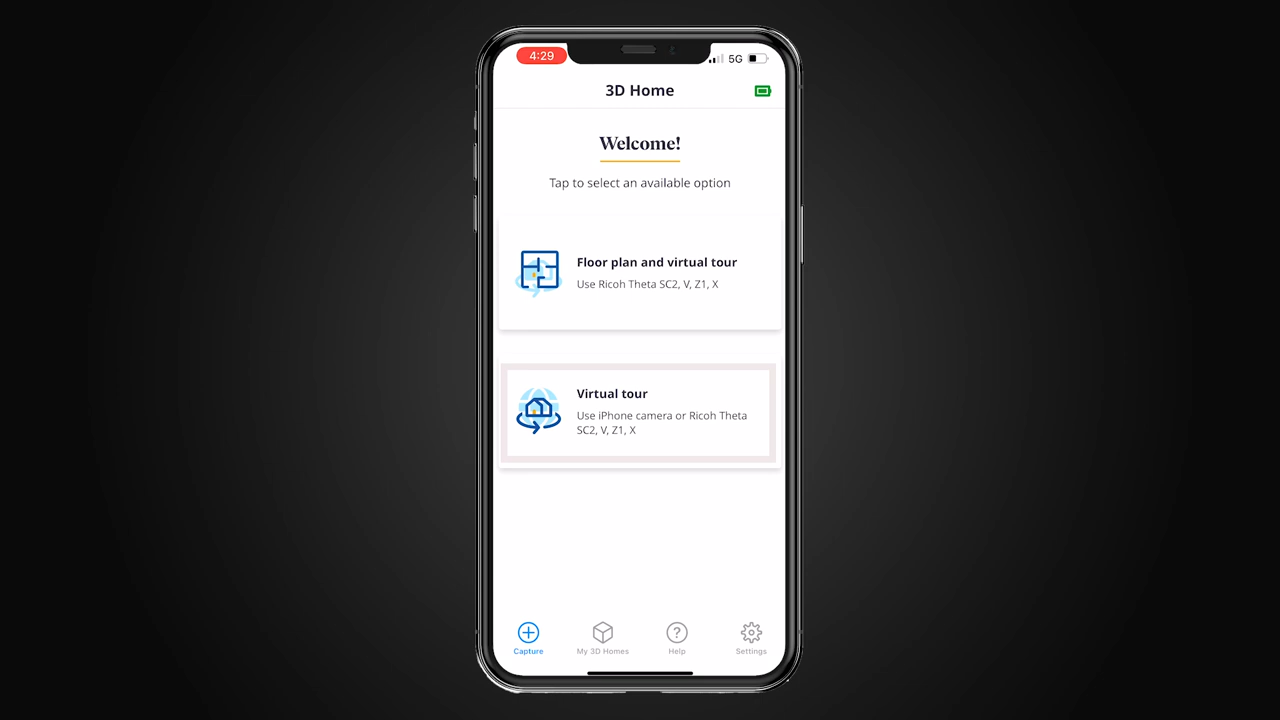 4:29
5G
3D Home
Welcome!
Tap to select an available option
Floor plan and virtual tour
Use Ricoh Theta SC2, V, Z1, X
Virtual tour
Use iPhone camera or Ricoh Theta
SC2, V, Z1, X
Capture
My 3D Homes
?
Help
Settings